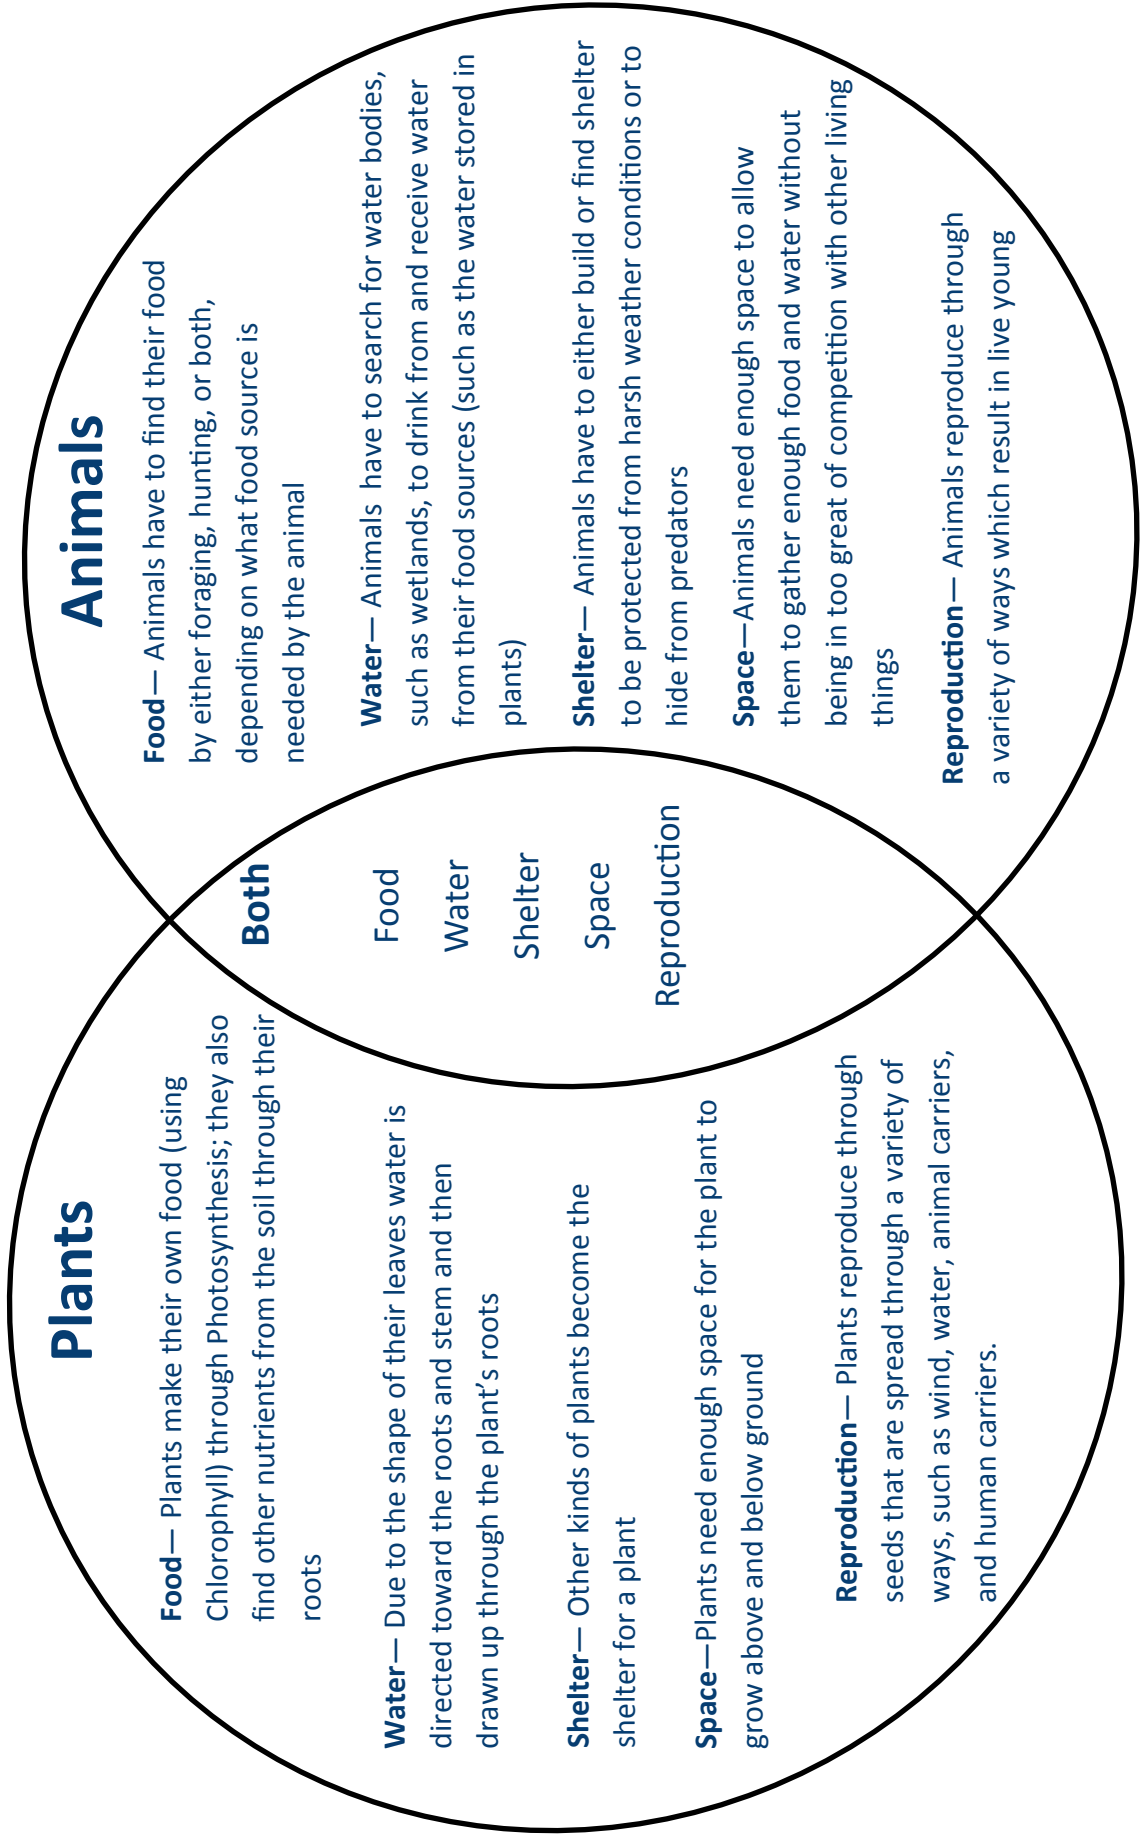 Plants
Food— Plants make their own food (using
Chlorophyll) through Photosynthesis; they also
find other nutrients from the soil through their
roots
Water— Due to the shape of their leaves water is
directed toward the roots and stem and then
drawn up through the plant's roots
Shelter— Other kinds of plants become the
shelter for a plant
Space—Plants need enough space for the plant to
grow above and below ground
Reproduction— Plants reproduce through
seeds that are spread through a variety of
ways, such as wind, water, animal carriers,
and human carriers.
Both
Food
Water
Shelter
Space
Reproduction
Animals
Food— Animals have to find their food
by either foraging, hunting, or both,
depending on what food source is
needed by the animal
Water— Animals  have to search for water bodies,
such as wetlands, to drink from and receive water
from their food sources (such as the water stored in
plants)
Shelter— Animals have to either build or find shelter
to be protected from harsh weather conditions or to
hide from predators
Space—Animals need enough space to allow
them to gather enough food and water without
being in too great of competition with other living
things
Reproduction— Animals reproduce through
a variety of ways which result in live young